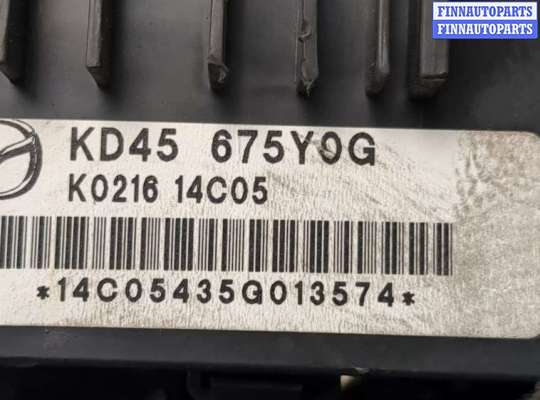 FINNAUTOPARTS
FINNAUTOPARTS
KD45 675Y0G
K0216 14C05
*14C05435G013574*